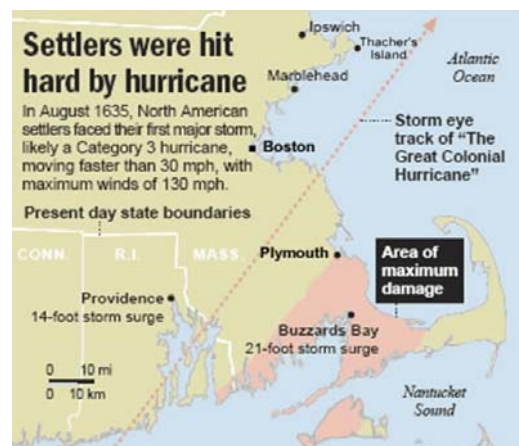 Settlers were hit
hard by hurricane
In August 1635, North American
settlers faced their first major storm,
likely a Category 3 hurricane,
moving faster than 30 mph, with
maximum winds of 130 mph.
Present day state boundaries
Ipswich
Thacher's
Island
Marblehead
Atlantic
Ocean
Boston
Storm eye
track of “The
Great Colonial
Hurricane”
CONN.
R.I.
MASS.
Plymouth
Area of
maximum
damage
Providence
14-foot storm surge
Buzzards Bay
21-foot storm surge
0 10 mi
0 10 km
Nantucket
Sound